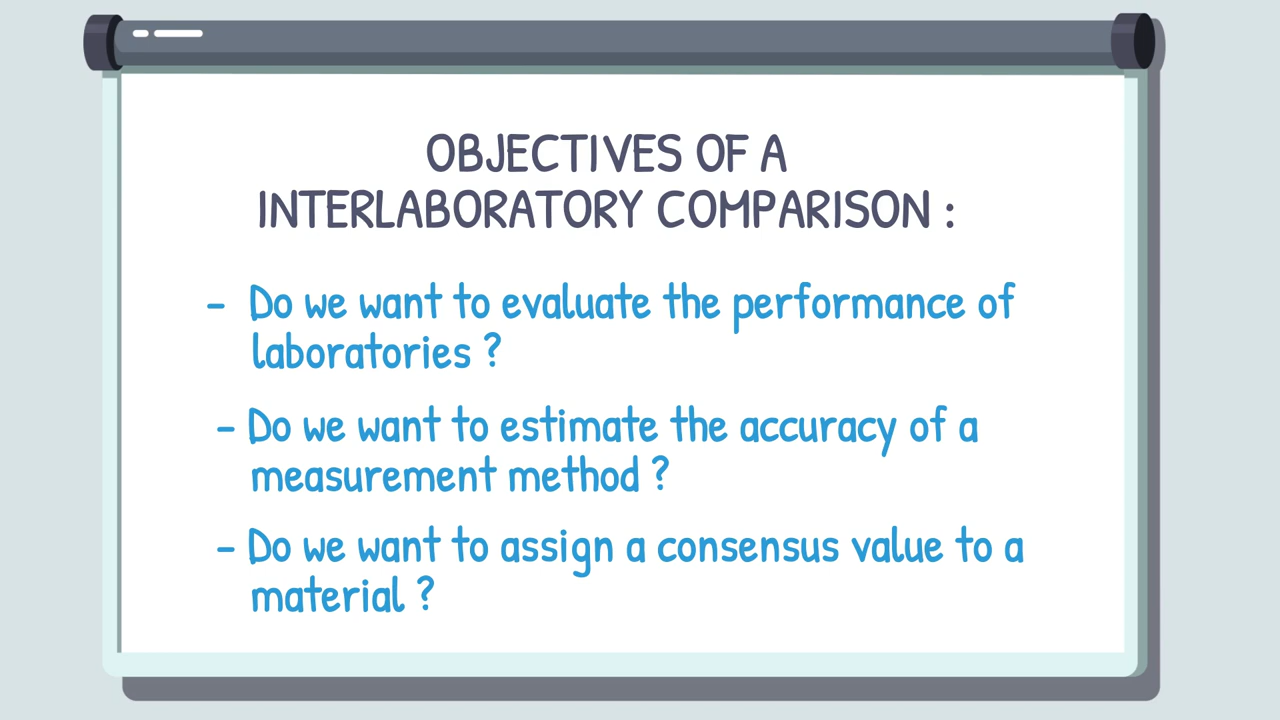 OBJECTIVES OF A
INTERLABORATORY COMPARISON :
- Do we want to evaluate the performance of
laboratories ?
- Do we want to estimate the accuracy of a
measurement method ?
- Do we want to assign a consensus value to a
material ?